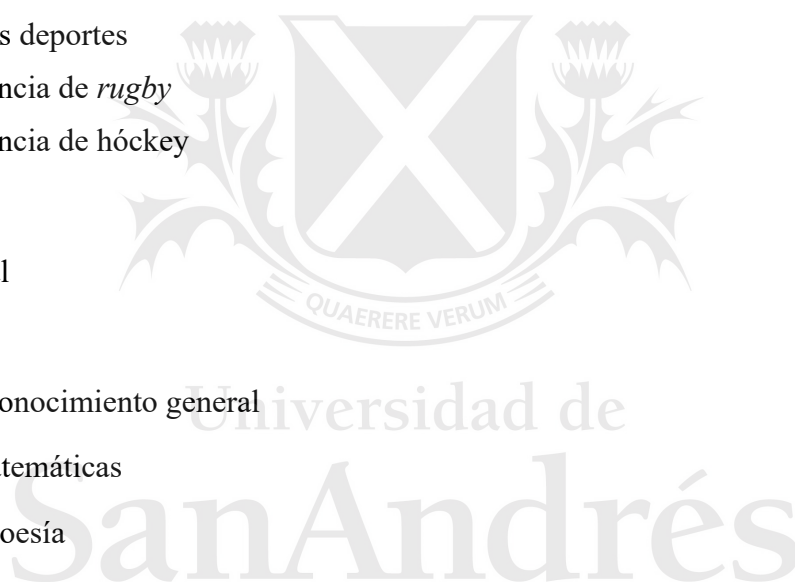 s deportes
ncia de rugby
ncia de hóckey
l
QUAERERE VERUM
onocimiento general
Universidad de
temáticas
SanAndrés
oesía